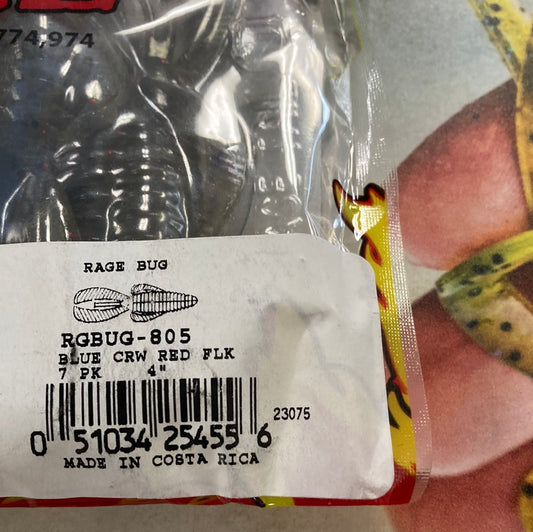 774,974
RAGE BUG
RGBUG-805
BLUE CRW RED FLK
7 PK 4"
23075
0 51034 25455 6
MADE IN COSTA RICA